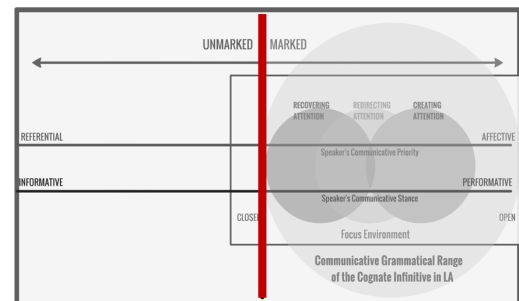 UNMARKED MARKED
RECOVERING ATTENTION
REDIRECTING ATTENTION
CREATING ATTENTION
REFERENTIAL
AFFECTIVE
Speaker's Communicative Priority
INFORMATIVE
PERFORMATIVE
Speaker's Communicative Stance
CLOSED
OPEN
Focus Environment
Communicative Grammatical Range
of the Cognate Infinitive in LA